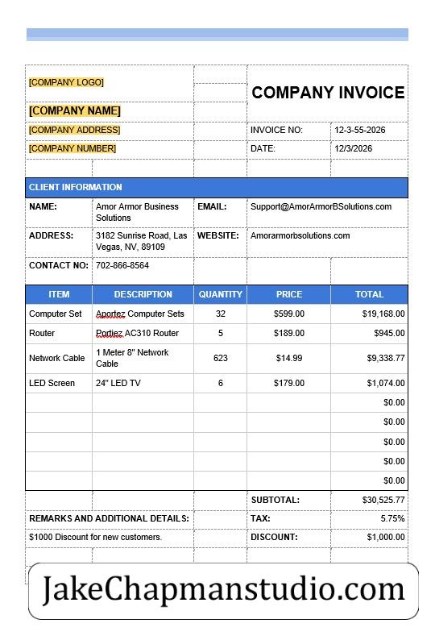 [COMPANY LOGO]
COMPANY INVOICE
[COMPANY NAME]
[COMPANY ADDRESS] INVOICE NO: 12-3-55-2026
[COMPANY NUMBER] DATE: 12/3/2026
CLIENT INFORMATION
NAME: Amor Armor Business Solutions EMAIL: Support@AmorArmorBSolutions.com
ADDRESS: 3182 Sunrise Road, Las Vegas, NV, 89109 WEBSITE: Amorarmorbsolutions.com
CONTACT NO: 702-866-8564
ITEM DESCRIPTION QUANTITY PRICE TOTAL
Computer Set Aportez Computer Sets 32 $599.00 $19,168.00
Router Portiez AC310 Router 5 $189.00 $945.00
Network Cable 1 Meter 8" Network Cable 623 $14.99 $9,338.77
LED Screen 24" LED TV 6 $179.00 $1,074.00
$0.00
$0.00
$0.00
$0.00
$0.00
SUBTOTAL: $30,525.77
REMARKS AND ADDITIONAL DETAILS: TAX: 5.75%
$1000 Discount for new customers. DISCOUNT: $1,000.00
JakeChapmanstudio.com